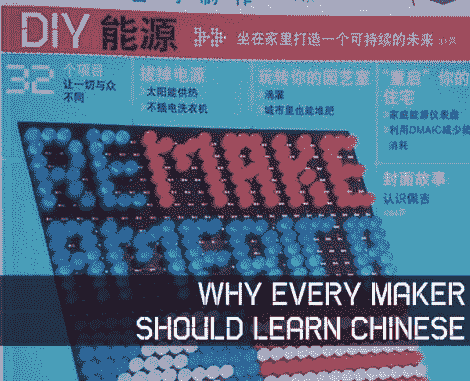 DIY 能源
坐在家里打造一个可持续的未来
32 个项目
让一切与众
不同
拔掉电源
太阳能供热
不插电洗衣机
玩转你的园艺室
滴灌
城市里也能堆肥
"重启" 你的
住宅
家庭能源仪表盘
利用DMAIC减少能
消耗
封面故事
认识佩吉
REMAKE
AMERICA
WHY EVERY MAKER
SHOULD LEARN CHINESE